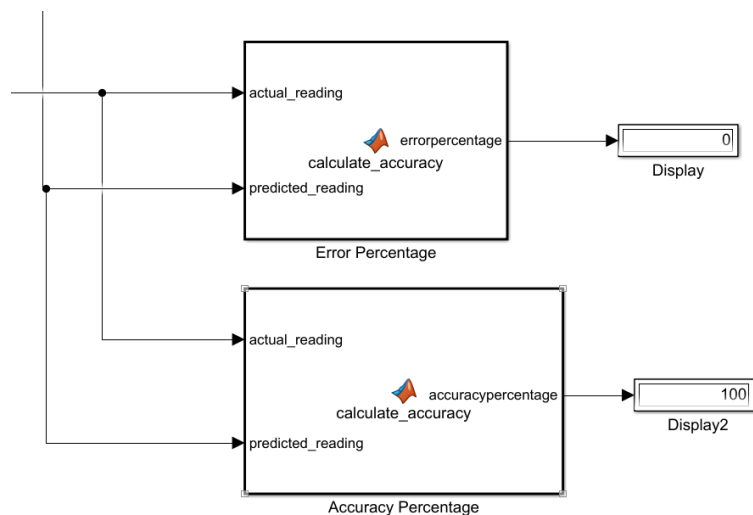 actual_reading
errorpercentage
calculate_accuracy
predicted_reading
Error Percentage
0
Display
actual_reading
accuracypercentage
calculate_accuracy
predicted_reading
Accuracy Percentage
100
Display2